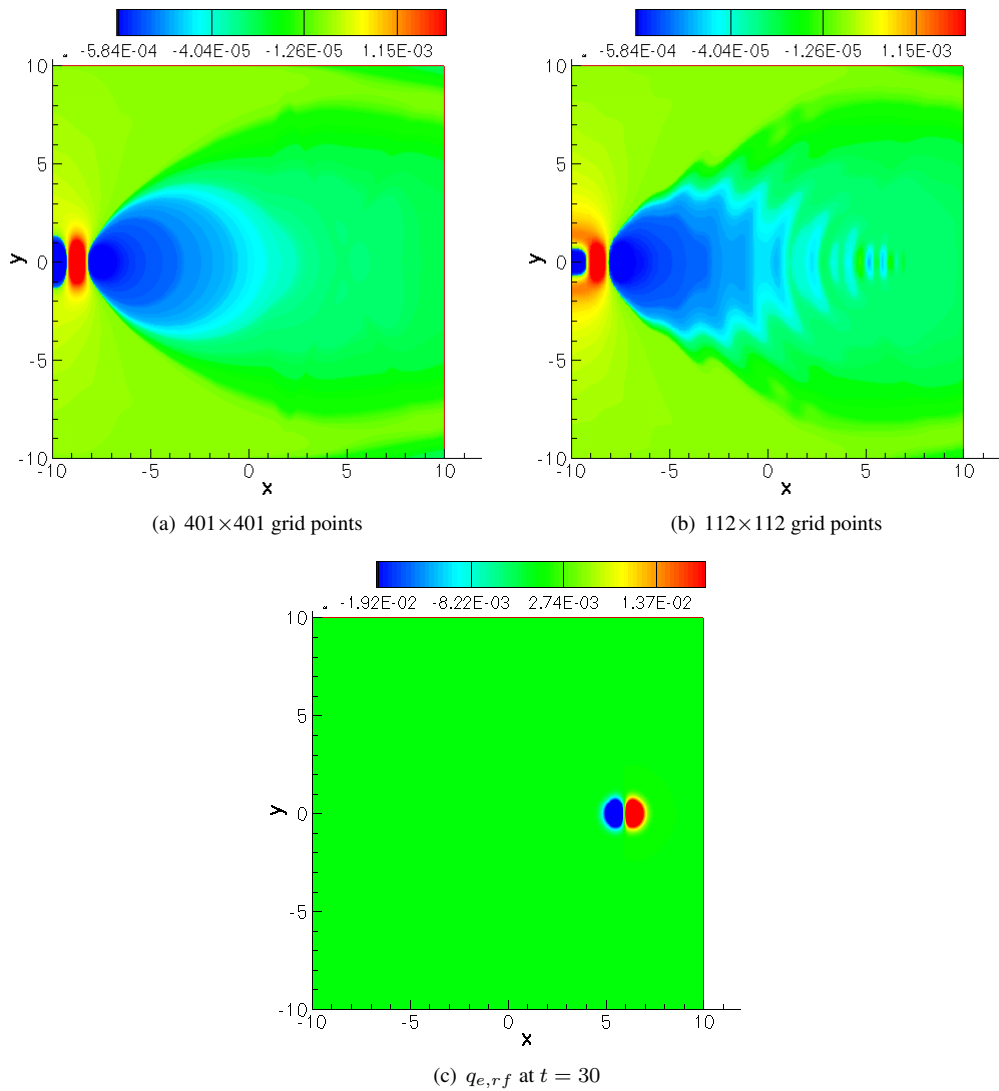 -5.84E-04 -4.04E-05 -1.26E-05 1.15E-03
10
5
0
-5
-10
y
-10 -5 0 5 10
x
(a) 401×401 grid points
-5.84E-04 -4.04E-05 -1.26E-05 1.15E-03
10
5
0
-5
-10
y
-10 -5 0 5 10
x
(b) 112×112 grid points
-1.92E-02 -8.22E-03 2.74E-03 1.37E-02
10
5
0
-5
-10
y
-10 -5 0 5 10
x
(c) q_{e,rf} at t = 30